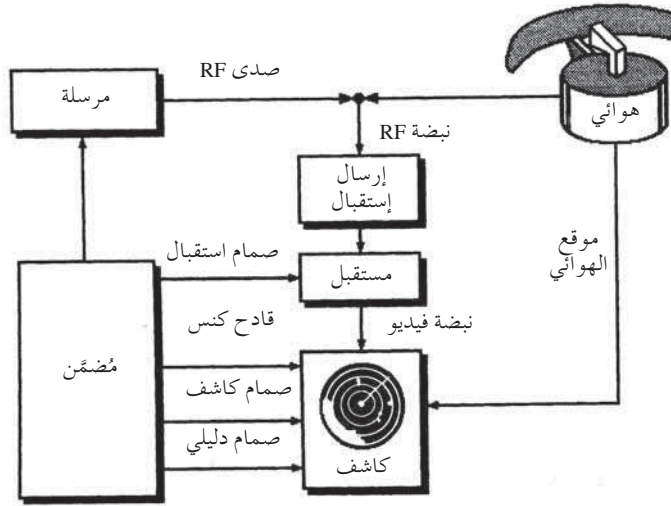 صدى RF
مرسلة
هوائي
نبضة RF
إرسال
إستقبال
موقع
الهوائي
صمام استقبال
مستقبل
قادح كنس
نبضة فيديو
مُضمَّن
صمام كاشف
صمام دليلي
كاشف